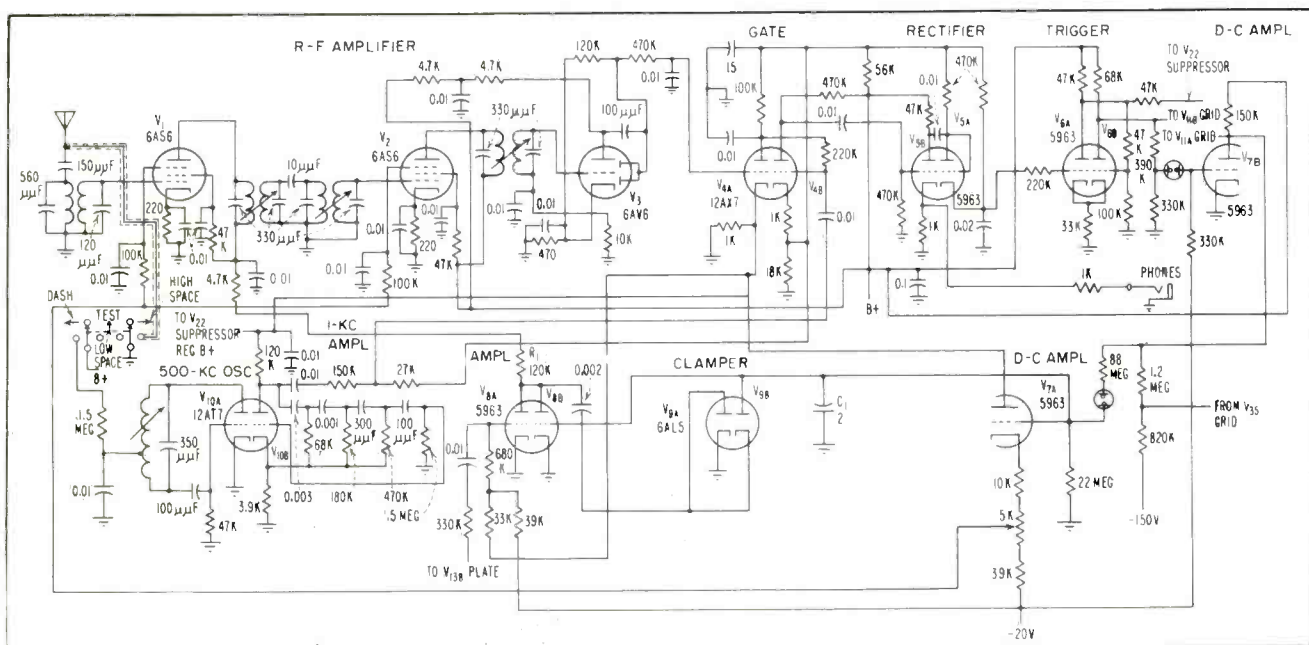 R-F AMPLIFIER
GATE
RECTIFIER
TRIGGER
D-C AMPL
120K
470K
0.01
4.7K
4.7K
0.01
330μμF
100μμF
15
100K
56K
470K
0.01
470K
47K
0.01
47K
68K
47K
TO V22
SUPPRESSOR
TO V14B GRID
TO V11A GRID
150K
V1
6AS6
V2
6AS6
V3
6AV6
V4A
12AX7
V4B
V5B
V5A
5963
V6A
5963
V6B
V7B
5963
560
μμF
150μμF
120
μμF
220
0.01
47
K
10μμF
330μμF
0.01
0.01
220
0.01
47K
0.01
470
10K
0.01
220K
0.01
1K
1K
18K
470K
1K
0.02
0.1
220K
33K
100K
47
K
390
K
330K
330K
1K
PHONES
B+
100K
0.01
4.7K
0.01
0.01
100K
DASH
TEST
LOW
SPACE
HIGH
SPACE
B+
TO V22
SUPPRESSOR
REG B+
500-KC OSC
1-KC
AMPL
120
K
0.01
0.01
150K
27K
AMPL
R1
120K
0.002
CLAMPER
D-C AMPL
88
MEG
1.2
MEG
FROM V35
GRID
820K
-150V
V10A
12AT7
V10B
V8A
5963
V8B
V9A
6AL5
V9B
C1
2
V7A
5963
1.5
MEG
350
μμF
0.01
100μμF
47K
3.9K
0.001
300
μμF
100
μμF
68K
0.003
180K
470K
1.5 MEG
0.01
680
K
330K
33K
39K
TO V13B PLATE
10K
5K
39K
22 MEG
-20V